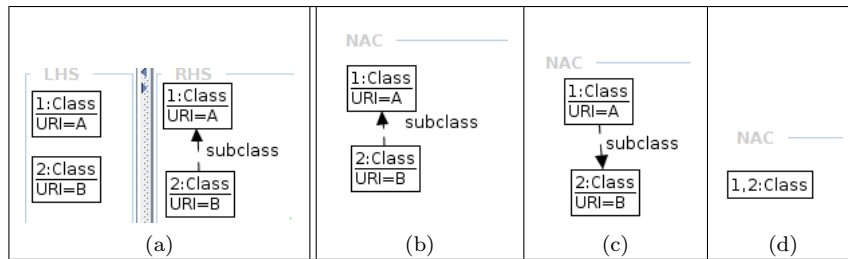 LHS
1:Class
URI=A
2:Class
URI=B
RHS
1:Class
URI=A
subclass
2:Class
URI=B
(a)
NAC
1:Class
URI=A
subclass
2:Class
URI=B
(b)
NAC
1:Class
URI=A
subclass
2:Class
URI=B
(c)
NAC
1,2:Class
(d)